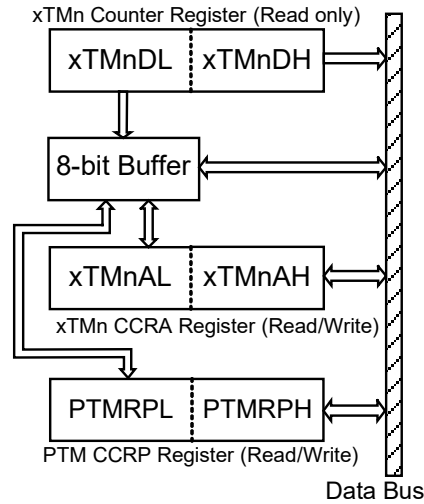 xTMn Counter Register (Read only)
xTMnDL xTMnDH
8-bit Buffer
xTMnAL xTMnAH
xTMn CCRA Register (Read/Write)
PTMRPL PTMRPH
PTM CCRP Register (Read/Write)
Data Bus